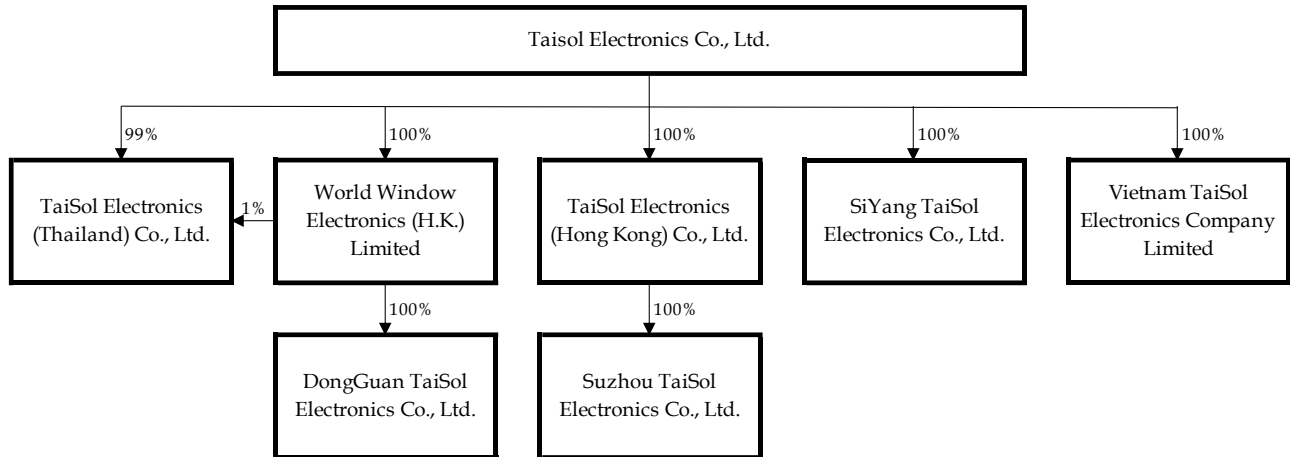 Taisol Electronics Co., Ltd.
99%
100%
100%
100%
100%
TaiSol Electronics
(Thailand) Co., Ltd.
1%
World Window
Electronics (H.K.)
Limited
TaiSol Electronics
(Hong Kong) Co., Ltd.
SiYang TaiSol
Electronics Co., Ltd.
Vietnam TaiSol
Electronics Company
Limited
100%
100%
DongGuan TaiSol
Electronics Co., Ltd.
Suzhou TaiSol
Electronics Co., Ltd.